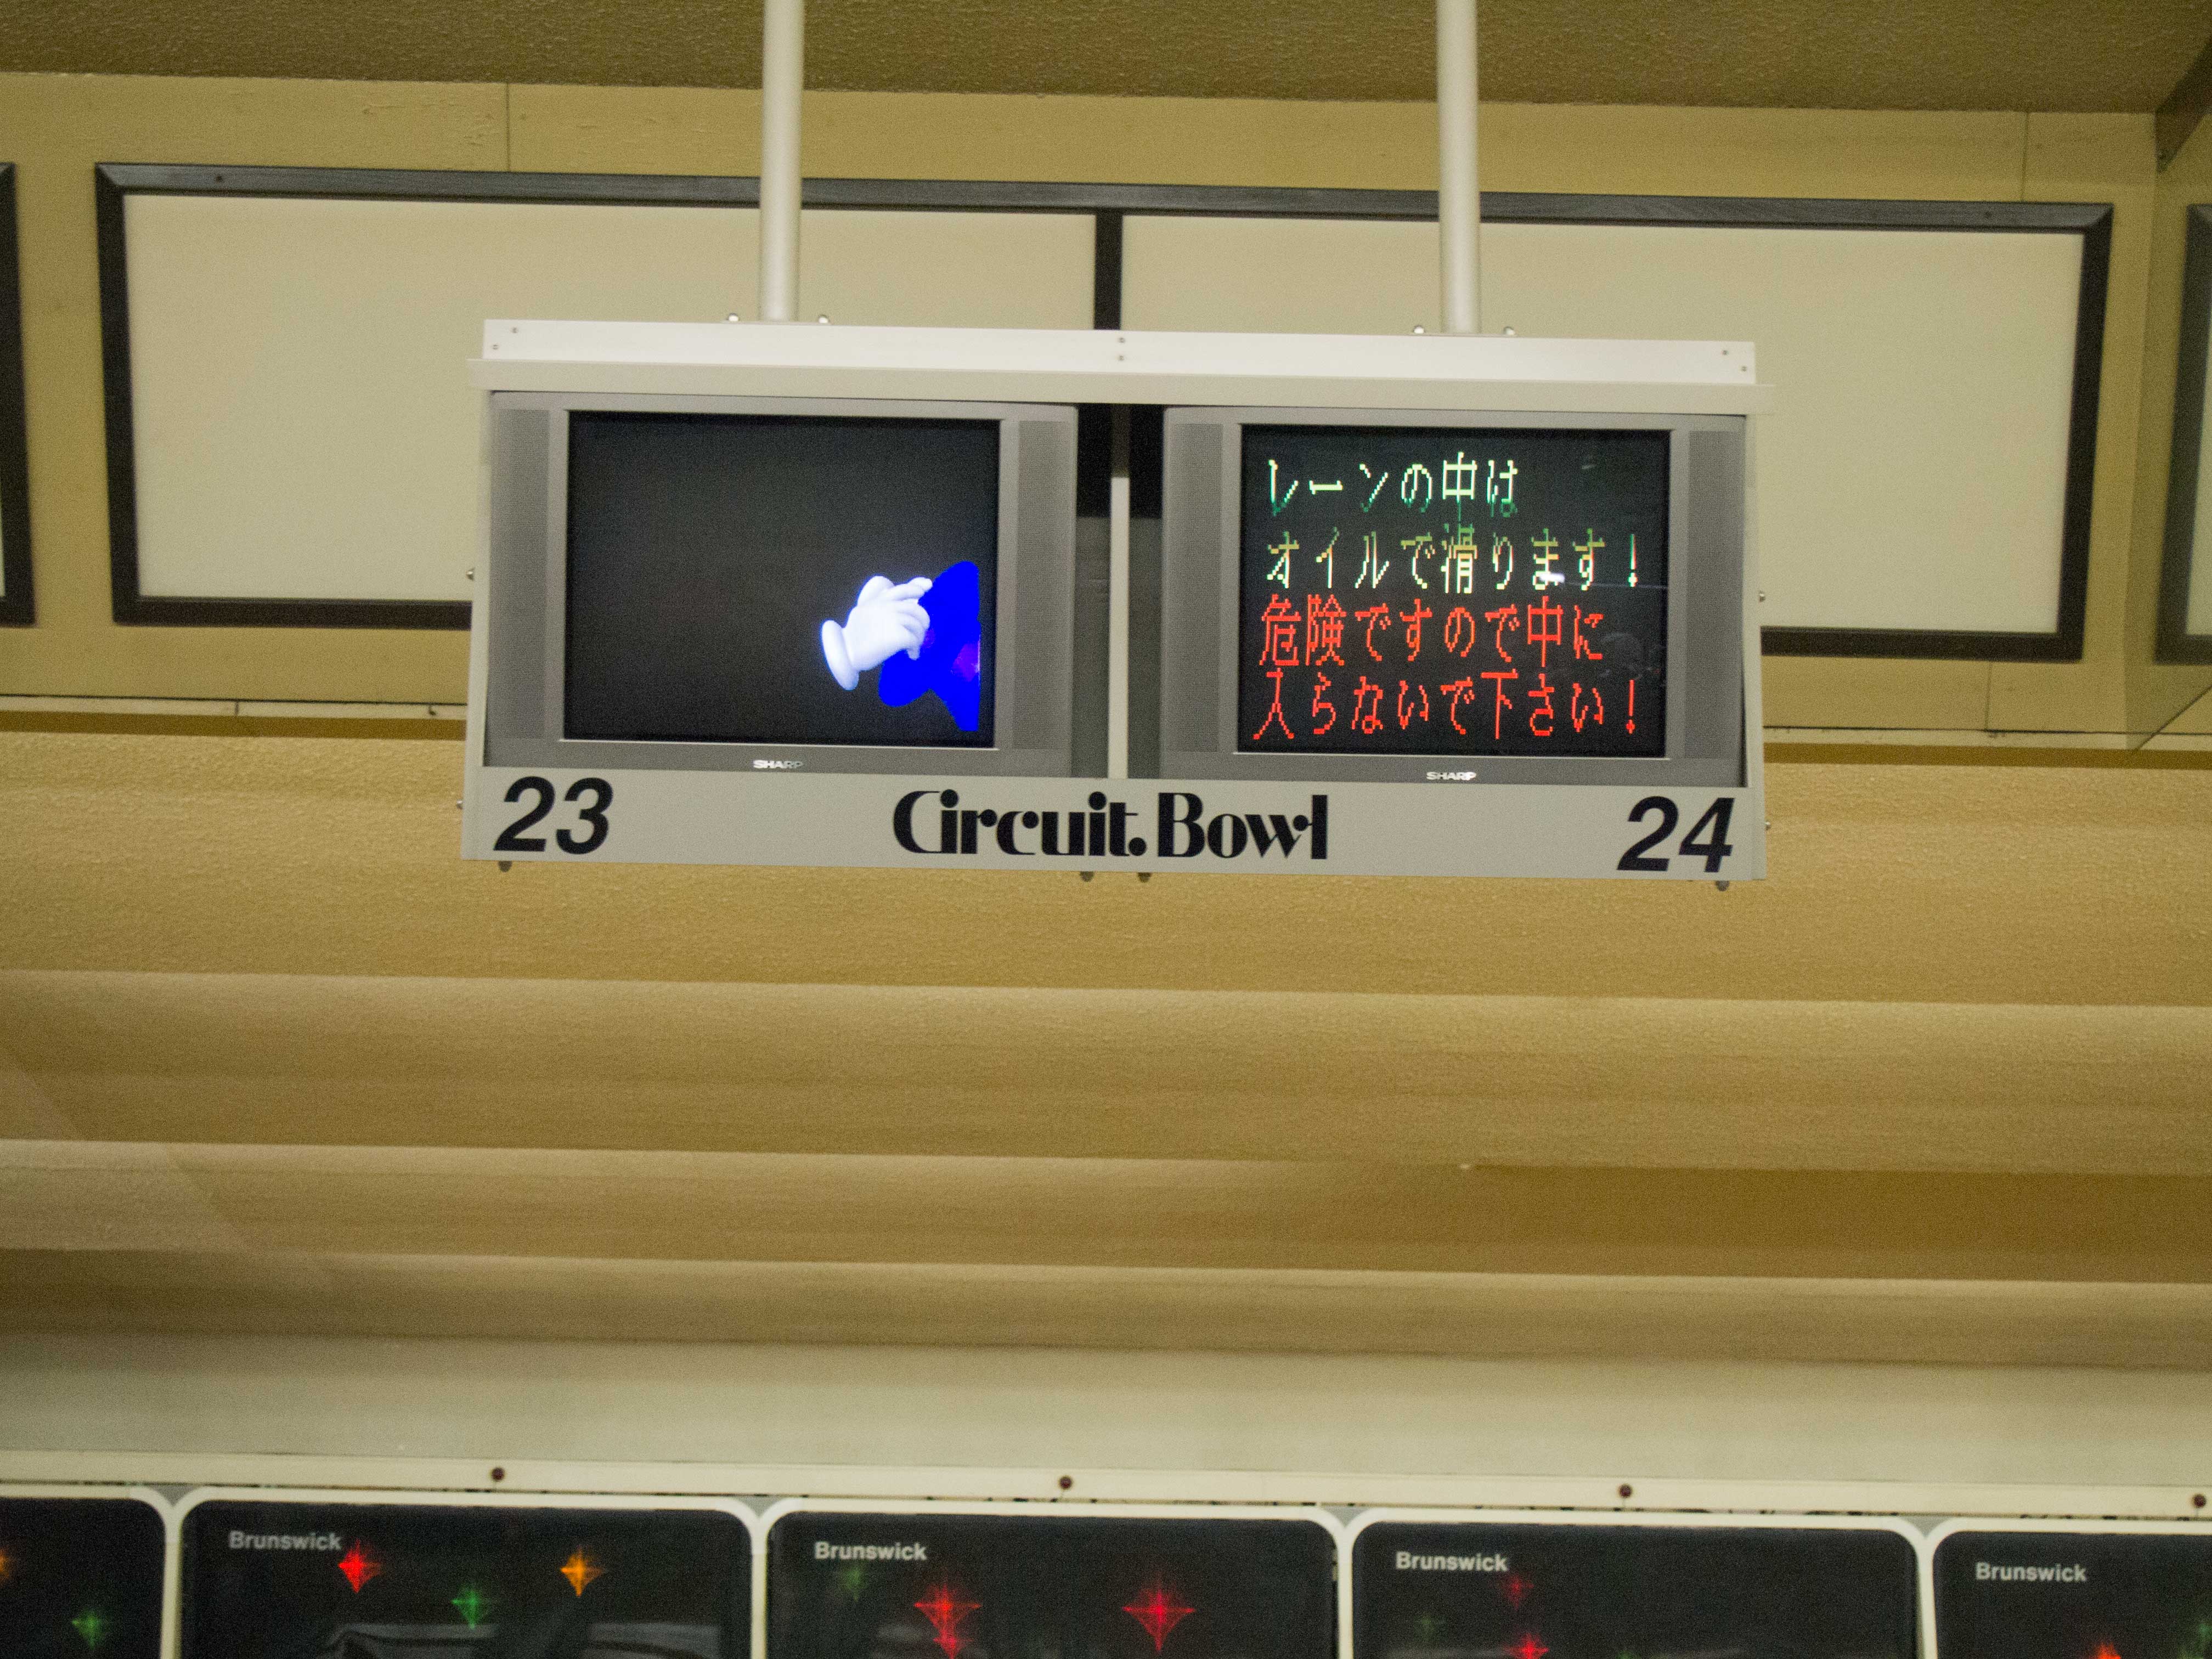 レーンの中は
オイルで滑ります！
危険ですので中に
入らないで下さい！
SHARP
SHARP
23 Circuit.Bowl 24
Brunswick
Brunswick
Brunswick
Brunswick